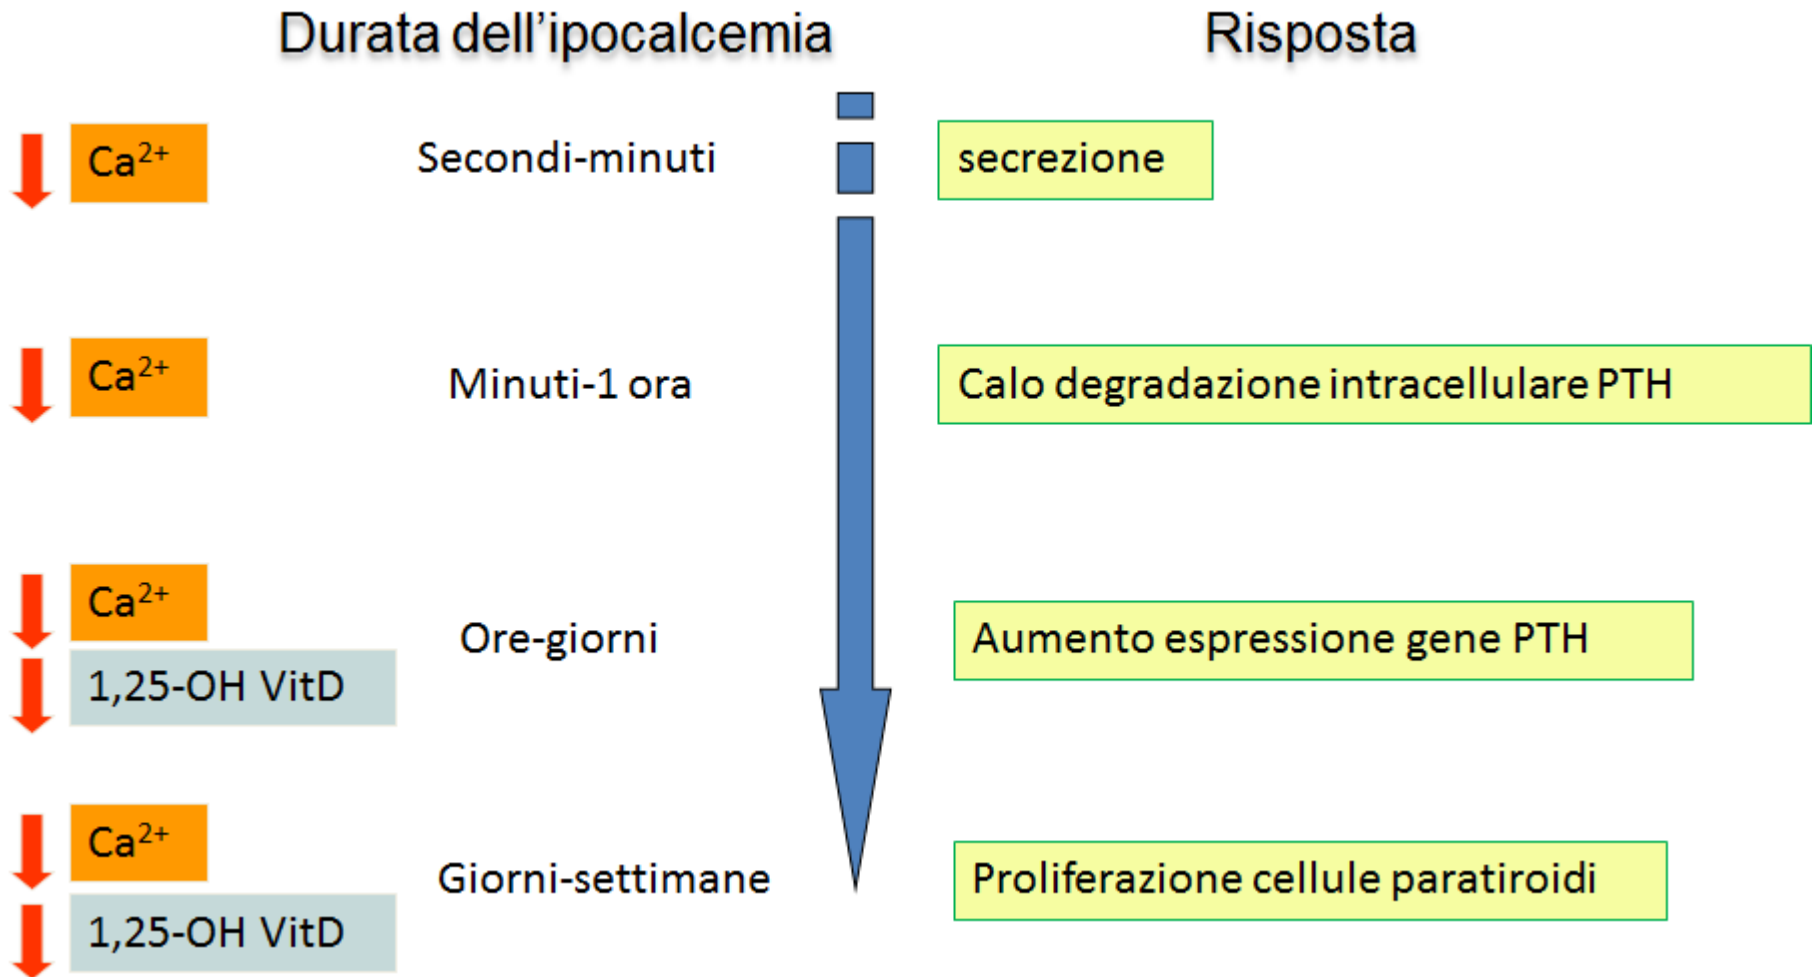 Durata dell'ipocalcemia
Risposta
Ca²⁺
Secondi-minuti
secrezione
Ca²⁺
Minuti-1 ora
Calo degradazione intracellulare PTH
Ca²⁺
1,25-OH VitD
Ore-giorni
Aumento espressione gene PTH
Ca²⁺
1,25-OH VitD
Giorni-settimane
Proliferazione cellule paratiroidi